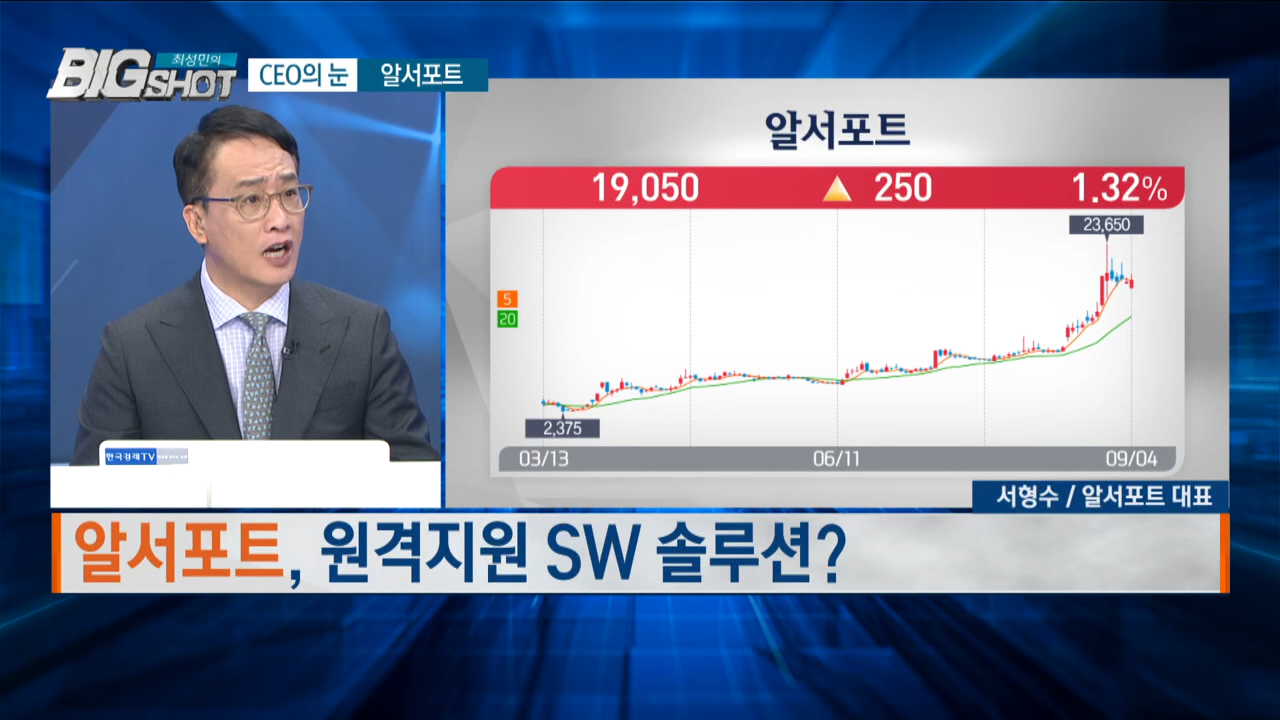 최성민의
BIG SHOT
CEO의 눈
알서포트
알서포트
19,050 ▲ 250 1.32%
23,650
5
20
2,375
03/13 06/11 09/04
한국경제TV
서형수 / 알서포트 대표
알서포트, 원격지원 SW 솔루션?